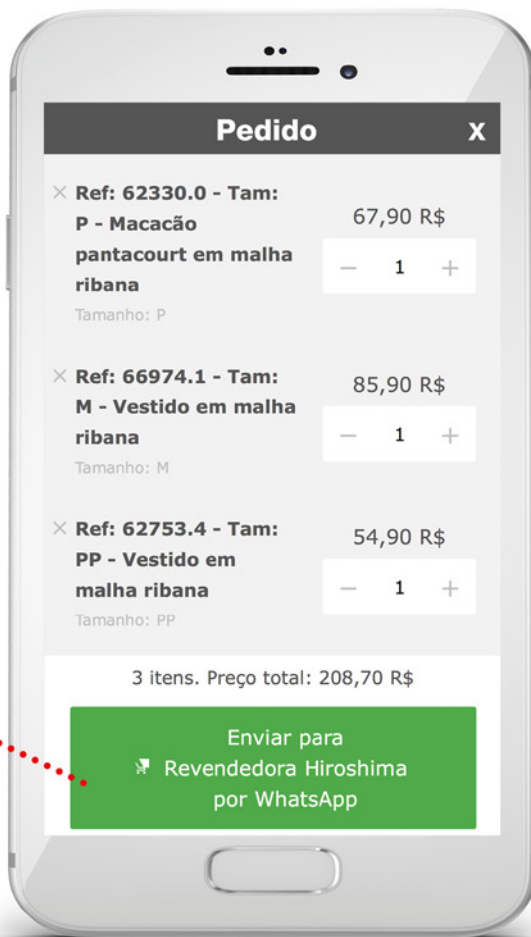 Pedido
X
Ref: 62330.0 - Tam:
P - Macacão
pantacourt em malha
ribana
Tamanho: P
67,90 R$
− 1 +
Ref: 66974.1 - Tam:
M - Vestido em malha
ribana
Tamanho: M
85,90 R$
− 1 +
Ref: 62753.4 - Tam:
PP - Vestido em
malha ribana
Tamanho: PP
54,90 R$
− 1 +
3 itens. Preço total: 208,70 R$
Enviar para
Revendedora Hiroshima
por WhatsApp